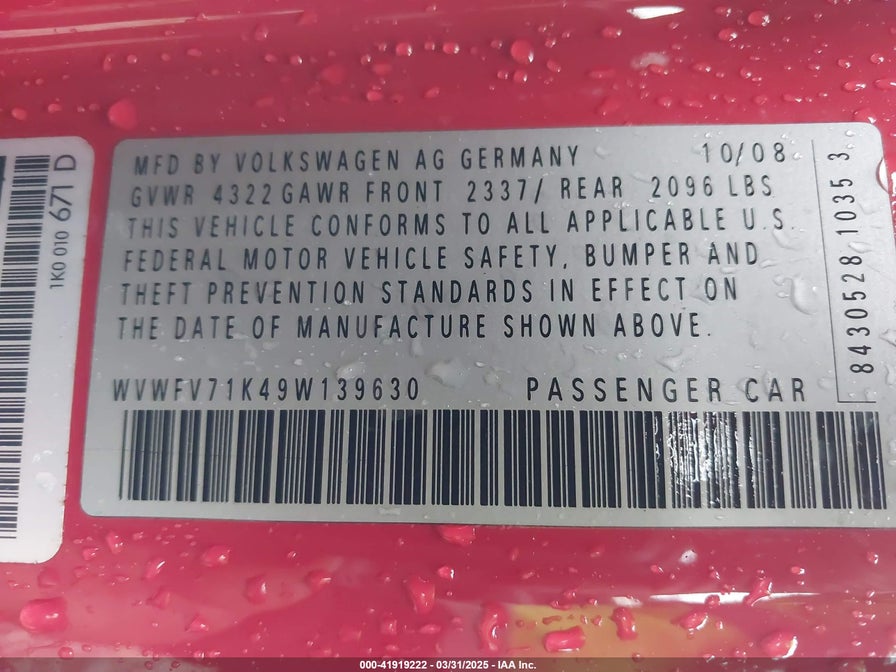 MFD BY VOLKSWAGEN AG GERMANY 10/08
GVWR 4322 GAWR FRONT 2337/ REAR 2096 LBS
THIS VEHICLE CONFORMS TO ALL APPLICABLE U.S.
FEDERAL MOTOR VEHICLE SAFETY, BUMPER AND
THEFT PREVENTION STANDARDS IN EFFECT ON
THE DATE OF MANUFACTURE SHOWN ABOVE.
WVWFV71K49W139630 PASSENGER CAR
8430528 1035 3
1K0 010 671 D
000-41919222 — 03/31/2025 - IAA Inc.